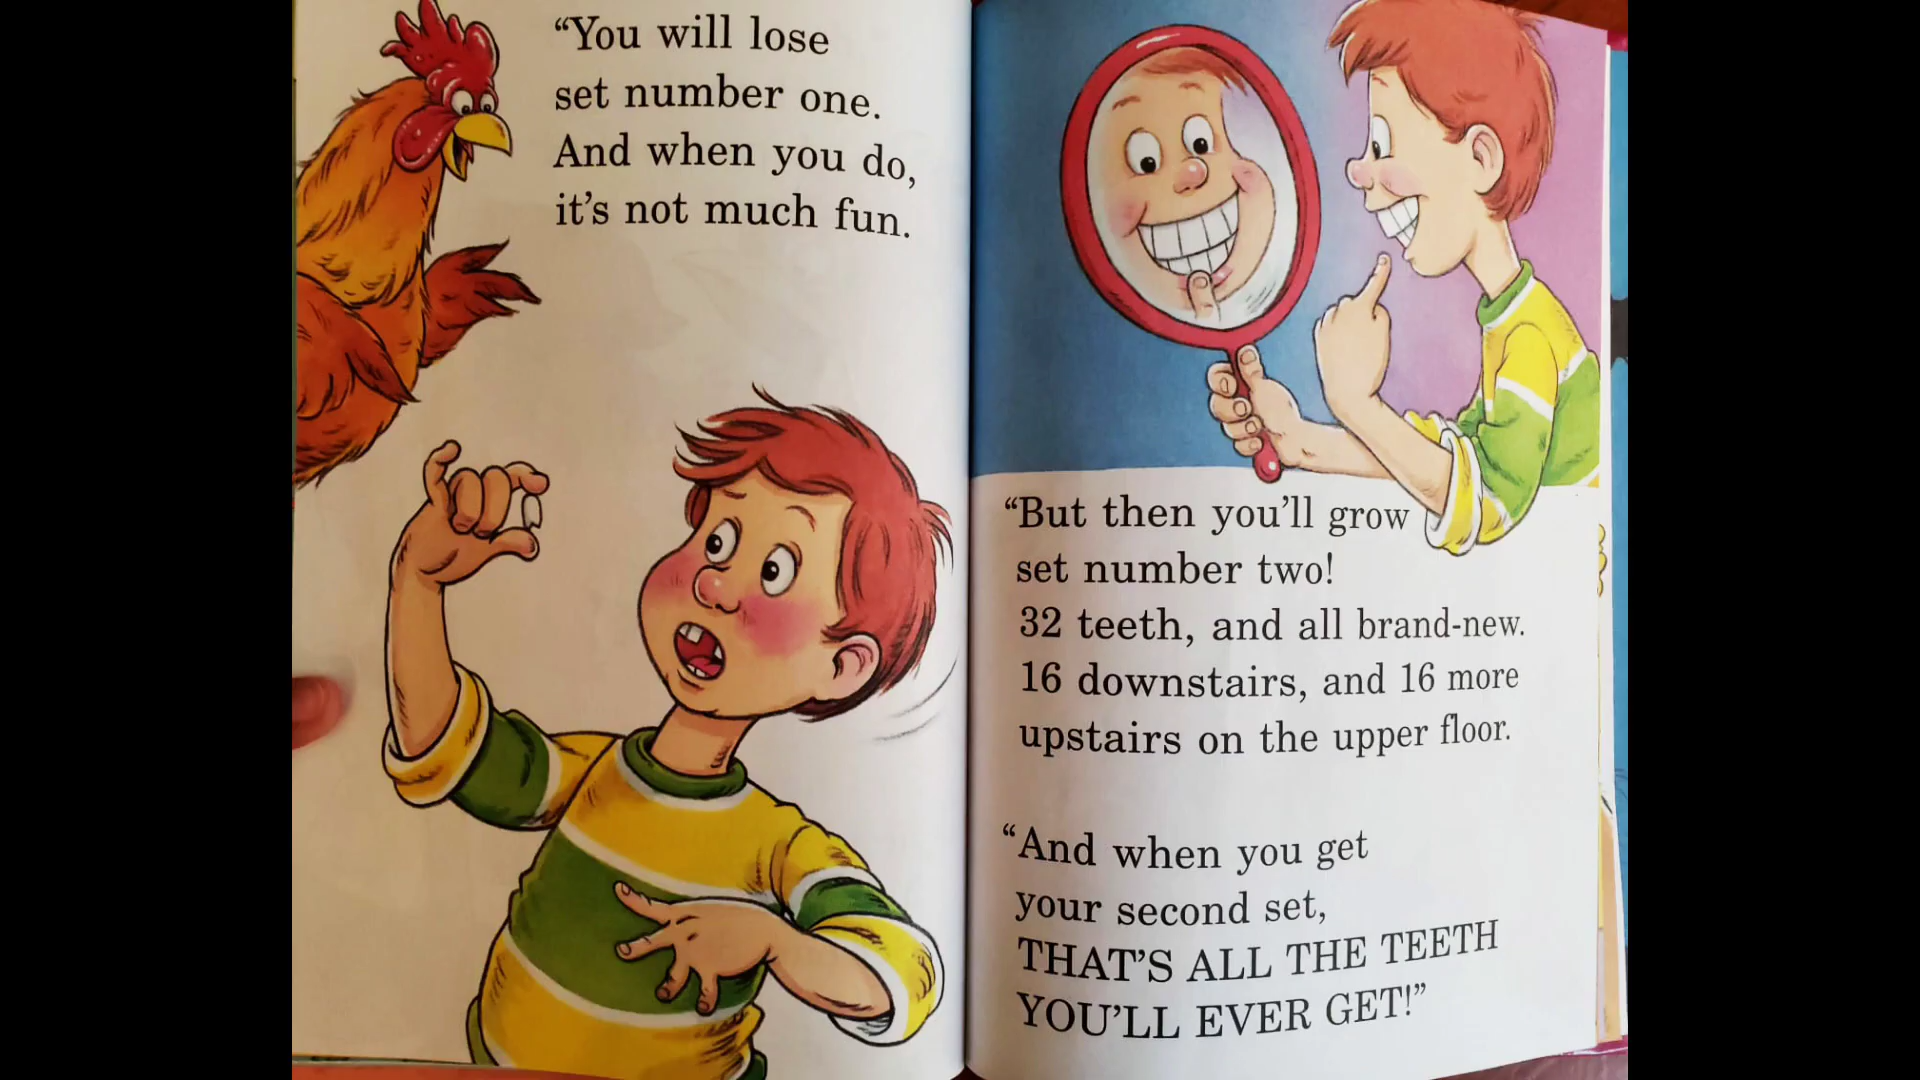 “You will lose
set number one.
And when you do,
it’s not much fun.
“But then you’ll grow
set number two!
32 teeth, and all brand-new.
16 downstairs, and 16 more
upstairs on the upper floor.
“And when you get
your second set,
THAT’S ALL THE TEETH
YOU’LL EVER GET!”